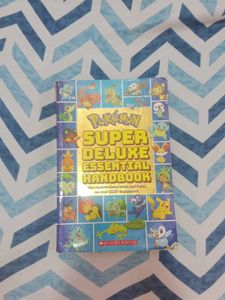 POKÉMON
SUPER
DELUXE
ESSENTIAL
HANDBOOK
SCHOLASTIC